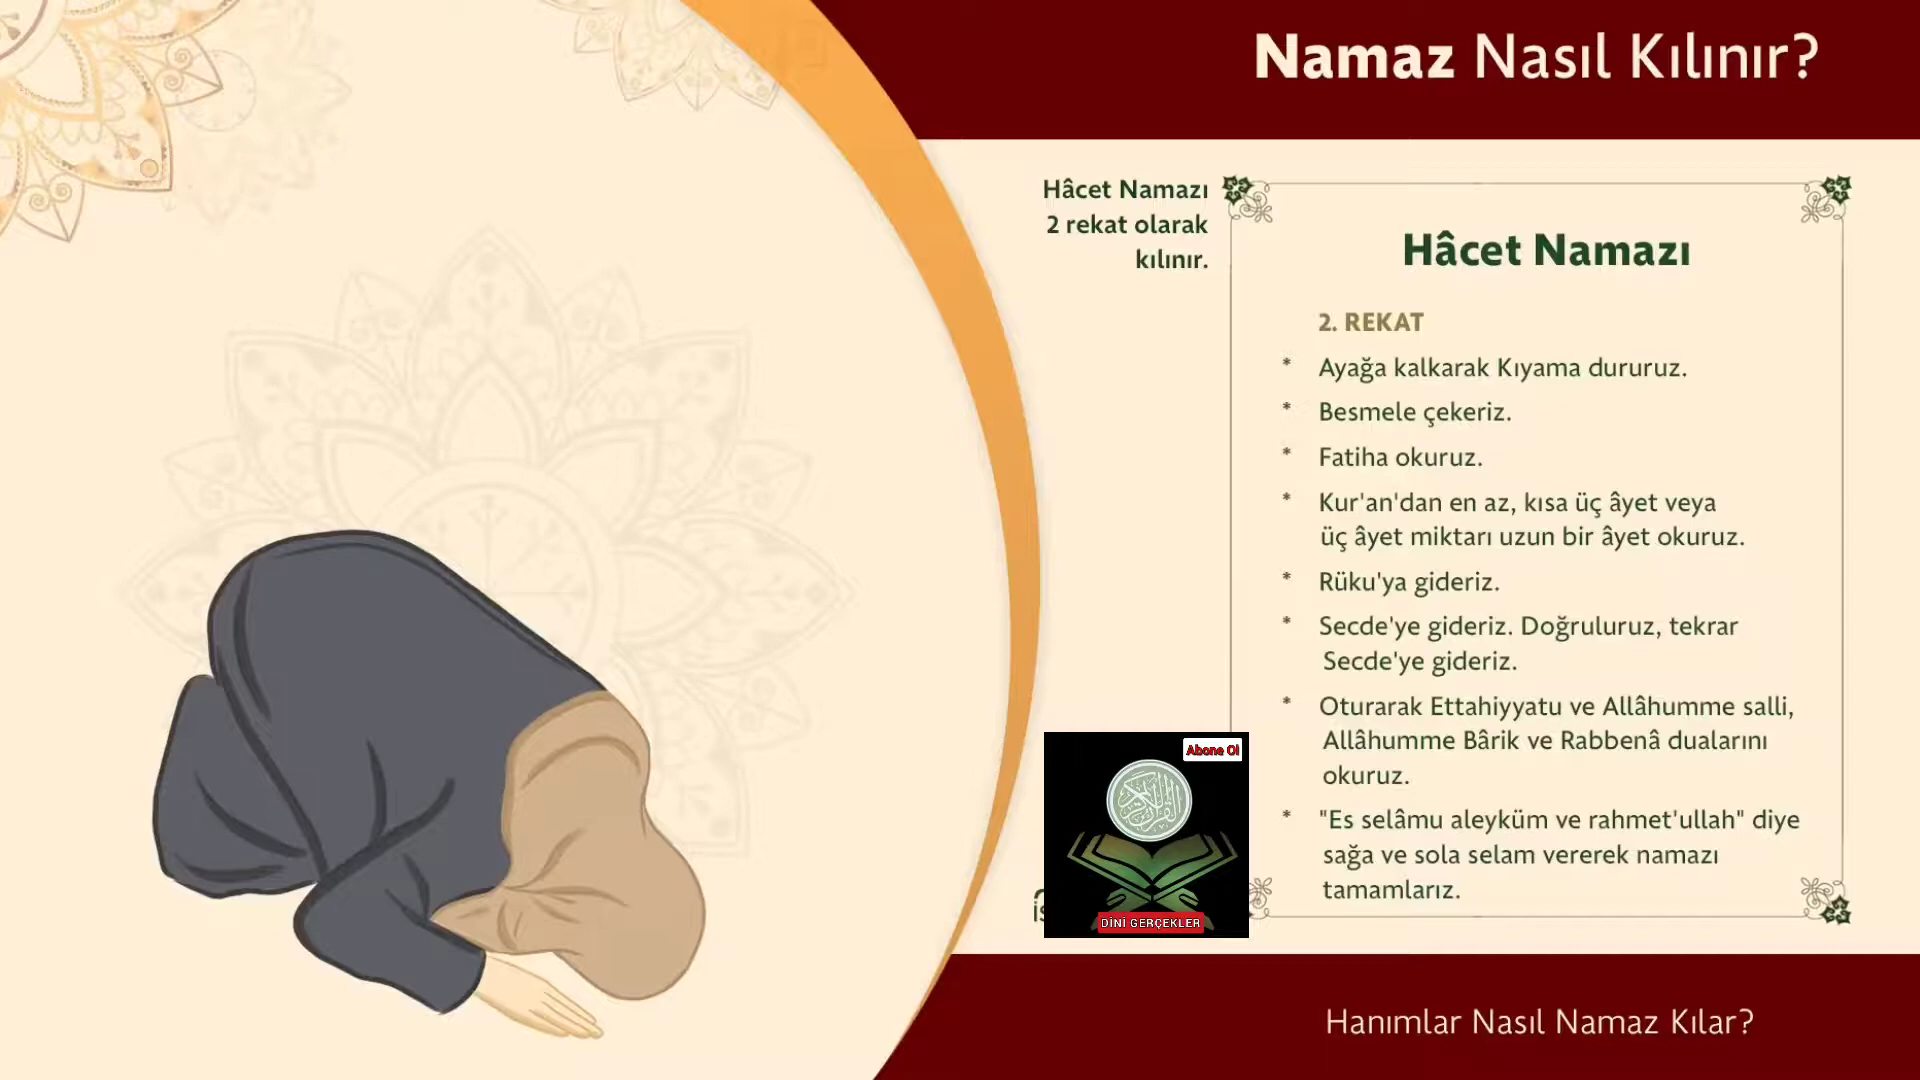 Namaz Nasıl Kılınır?
Hâcet Namazı
2 rekat olarak
kılınır.
Hâcet Namazı
2. REKAT
* Ayağa kalkarak Kıyama dururuz.
* Besmele çekeriz.
* Fatiha okuruz.
* Kur'an'dan en az, kısa üç âyet veya
üç âyet miktarı uzun bir âyet okuruz.
* Rüku'ya gideriz.
* Secde'ye gideriz. Doğruluruz, tekrar
Secde'ye gideriz.
* Oturarak Ettahiyyatu ve Allâhumme salli,
Allâhumme Bârik ve Rabbenâ dualarını
okuruz.
* "Es selâmu aleyküm ve rahmet'ullah" diye
sağa ve sola selam vererek namazı
tamamlarız.
Abone Ol
DİNİ GERÇEKLER
Hanımlar Nasıl Namaz Kılar?